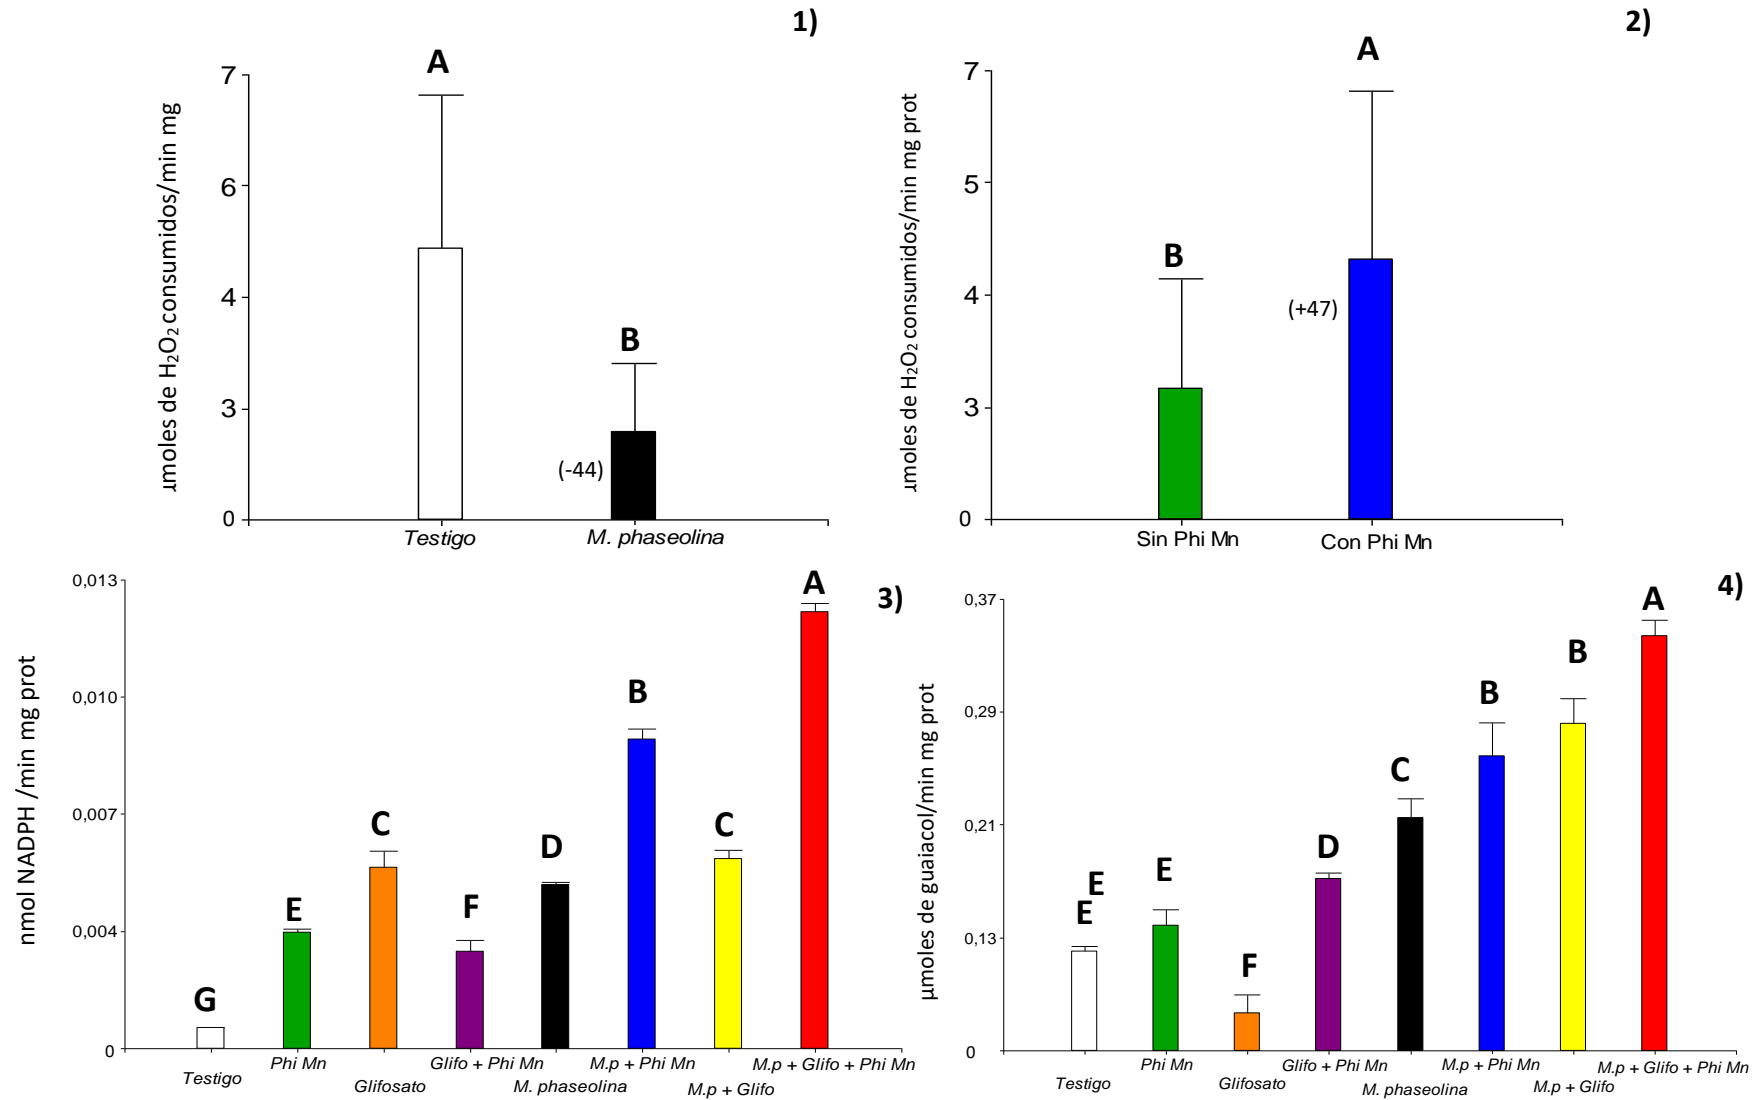 1)
A
7
6
4
3
0
B
(-44)
µmoles de H₂O₂ consumidos/min mg
Testigo
M. phaseolina
2)
A
7
5
4
3
0
B
(+47)
µmoles de H₂O₂ consumidos/min mg prot
Sin Phi Mn
Con Phi Mn
3)
0,013
0,010
0,007
0,004
0
nmol NADPH /min mg prot
G
E
C
F
D
B
C
A
Testigo
Phi Mn
Glifosato
Glifo + Phi Mn
M. phaseolina
M.p + Phi Mn
M.p + Glifo
M.p + Glifo + Phi Mn
4)
0,37
0,29
0,21
0,13
0
µmoles de guaiacol/min mg prot
E
E
E
F
D
C
B
B
A
Testigo
Phi Mn
Glifosato
Glifo + Phi Mn
M. phaseolina
M.p + Phi Mn
M.p + Glifo
M.p + Glifo + Phi Mn